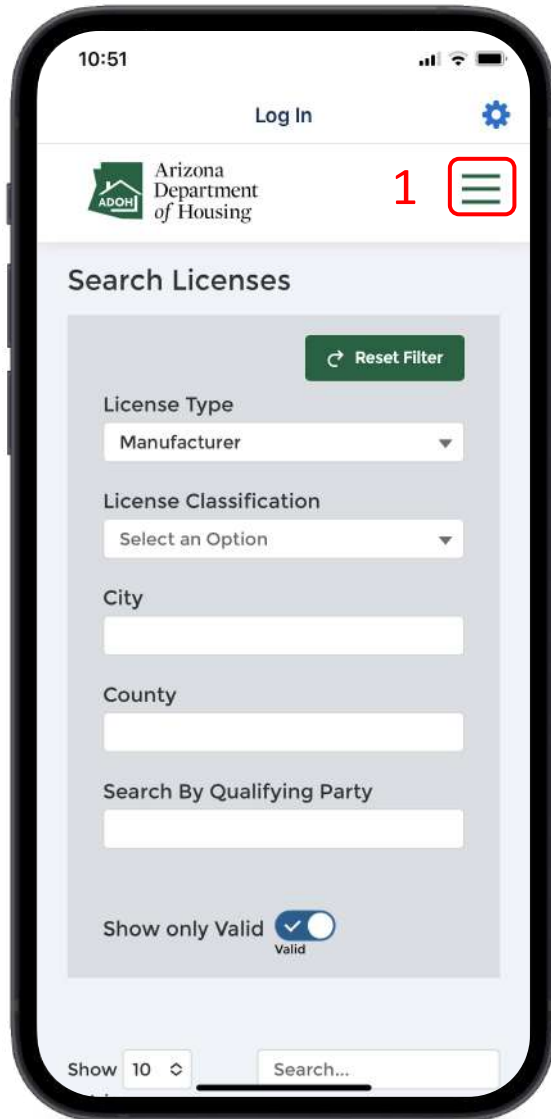 10:51
Log In
ADOH
Arizona
Department
of Housing
1
Search Licenses
Reset Filter
License Type
Manufacturer
License Classification
Select an Option
City
County
Search By Qualifying Party
Show only Valid
Valid
Show 10 Search...